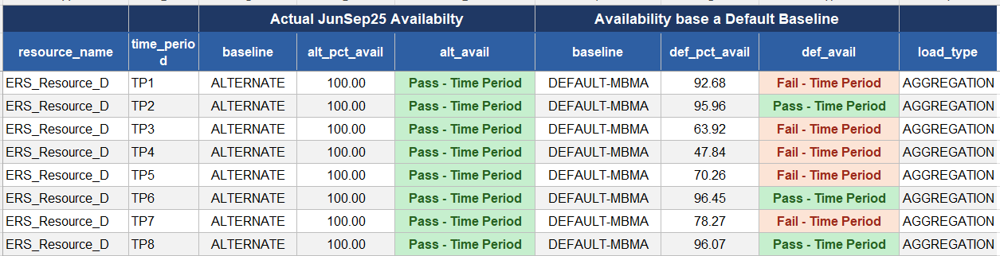 Actual JunSep25 Availabilty Availability base a Default Baseline
resource_name time_perio
d baseline alt_pct_avail alt_avail baseline def_pct_avail def_avail load_type
ERS_Resource_D TP1 ALTERNATE 100.00 Pass - Time Period DEFAULT-MBMA 92.68 Fail - Time Period AGGREGATION
ERS_Resource_D TP2 ALTERNATE 100.00 Pass - Time Period DEFAULT-MBMA 95.96 Pass - Time Period AGGREGATION
ERS_Resource_D TP3 ALTERNATE 100.00 Pass - Time Period DEFAULT-MBMA 63.92 Fail - Time Period AGGREGATION
ERS_Resource_D TP4 ALTERNATE 100.00 Pass - Time Period DEFAULT-MBMA 47.84 Fail - Time Period AGGREGATION
ERS_Resource_D TP5 ALTERNATE 100.00 Pass - Time Period DEFAULT-MBMA 70.26 Fail - Time Period AGGREGATION
ERS_Resource_D TP6 ALTERNATE 100.00 Pass - Time Period DEFAULT-MBMA 96.45 Pass - Time Period AGGREGATION
ERS_Resource_D TP7 ALTERNATE 100.00 Pass - Time Period DEFAULT-MBMA 78.27 Fail - Time Period AGGREGATION
ERS_Resource_D TP8 ALTERNATE 100.00 Pass - Time Period DEFAULT-MBMA 96.07 Pass - Time Period AGGREGATION